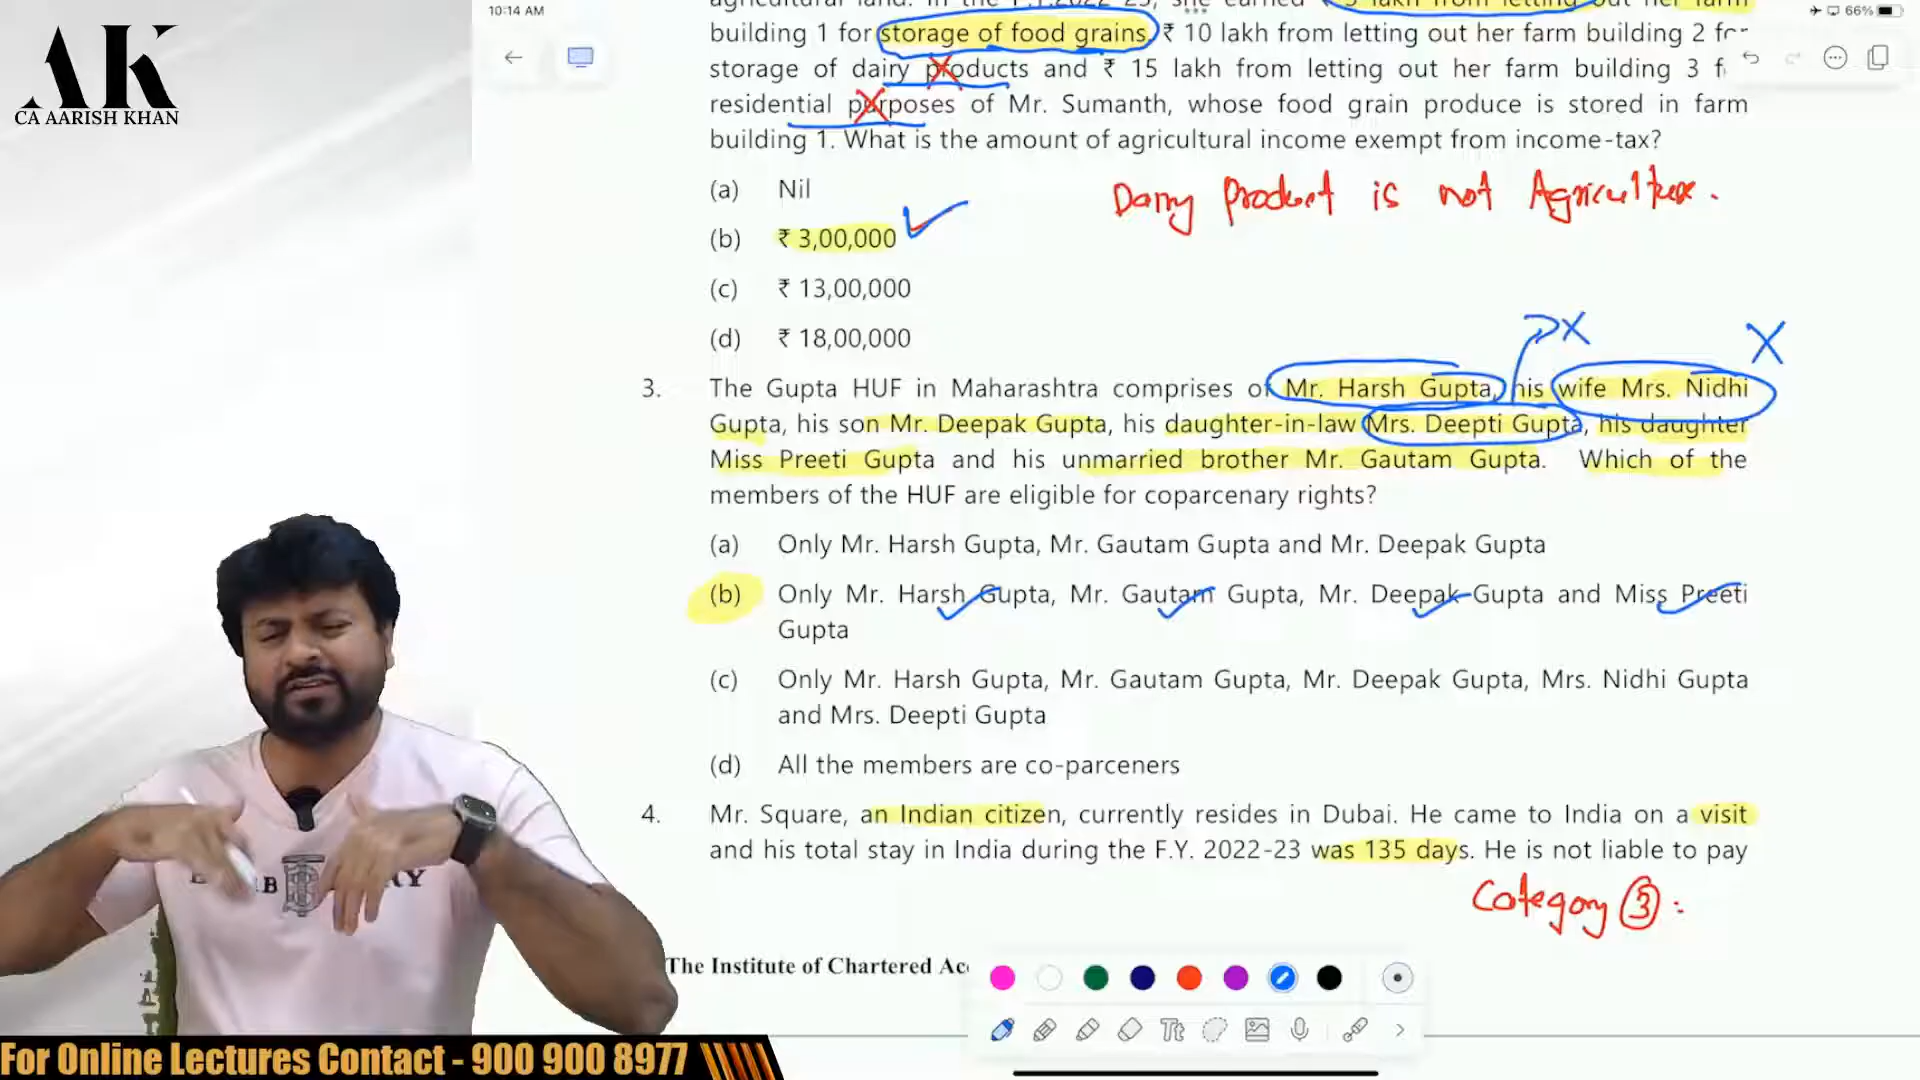 10:14 AM
66%
AK
CA AARISH KHAN
building 1 for storage of food grains, ₹ 10 lakh from letting out her farm building 2 for
storage of dairy products and ₹ 15 lakh from letting out her farm building 3 f
residential purposes of Mr. Sumanth, whose food grain produce is stored in farm
building 1. What is the amount of agricultural income exempt from income-tax?
(a) Nil
Dairy Product is not Agriculture.
(b) ₹ 3,00,000
(c) ₹ 13,00,000
(d) ₹ 18,00,000
X X
3. The Gupta HUF in Maharashtra comprises of Mr. Harsh Gupta, his wife Mrs. Nidhi
Gupta, his son Mr. Deepak Gupta, his daughter-in-law Mrs. Deepti Gupta, his daughter
Miss Preeti Gupta and his unmarried brother Mr. Gautam Gupta. Which of the
members of the HUF are eligible for coparcenary rights?
(a) Only Mr. Harsh Gupta, Mr. Gautam Gupta and Mr. Deepak Gupta
(b) Only Mr. Harsh Gupta, Mr. Gautam Gupta, Mr. Deepak Gupta and Miss Preeti
Gupta
(c) Only Mr. Harsh Gupta, Mr. Gautam Gupta, Mr. Deepak Gupta, Mrs. Nidhi Gupta
and Mrs. Deepti Gupta
(d) All the members are co-parceners
4. Mr. Square, an Indian citizen, currently resides in Dubai. He came to India on a visit
and his total stay in India during the F.Y. 2022-23 was 135 days. He is not liable to pay
Category 3 :
The Institute of Chartered Acc
Tt
For Online Lectures Contact - 900 900 8977